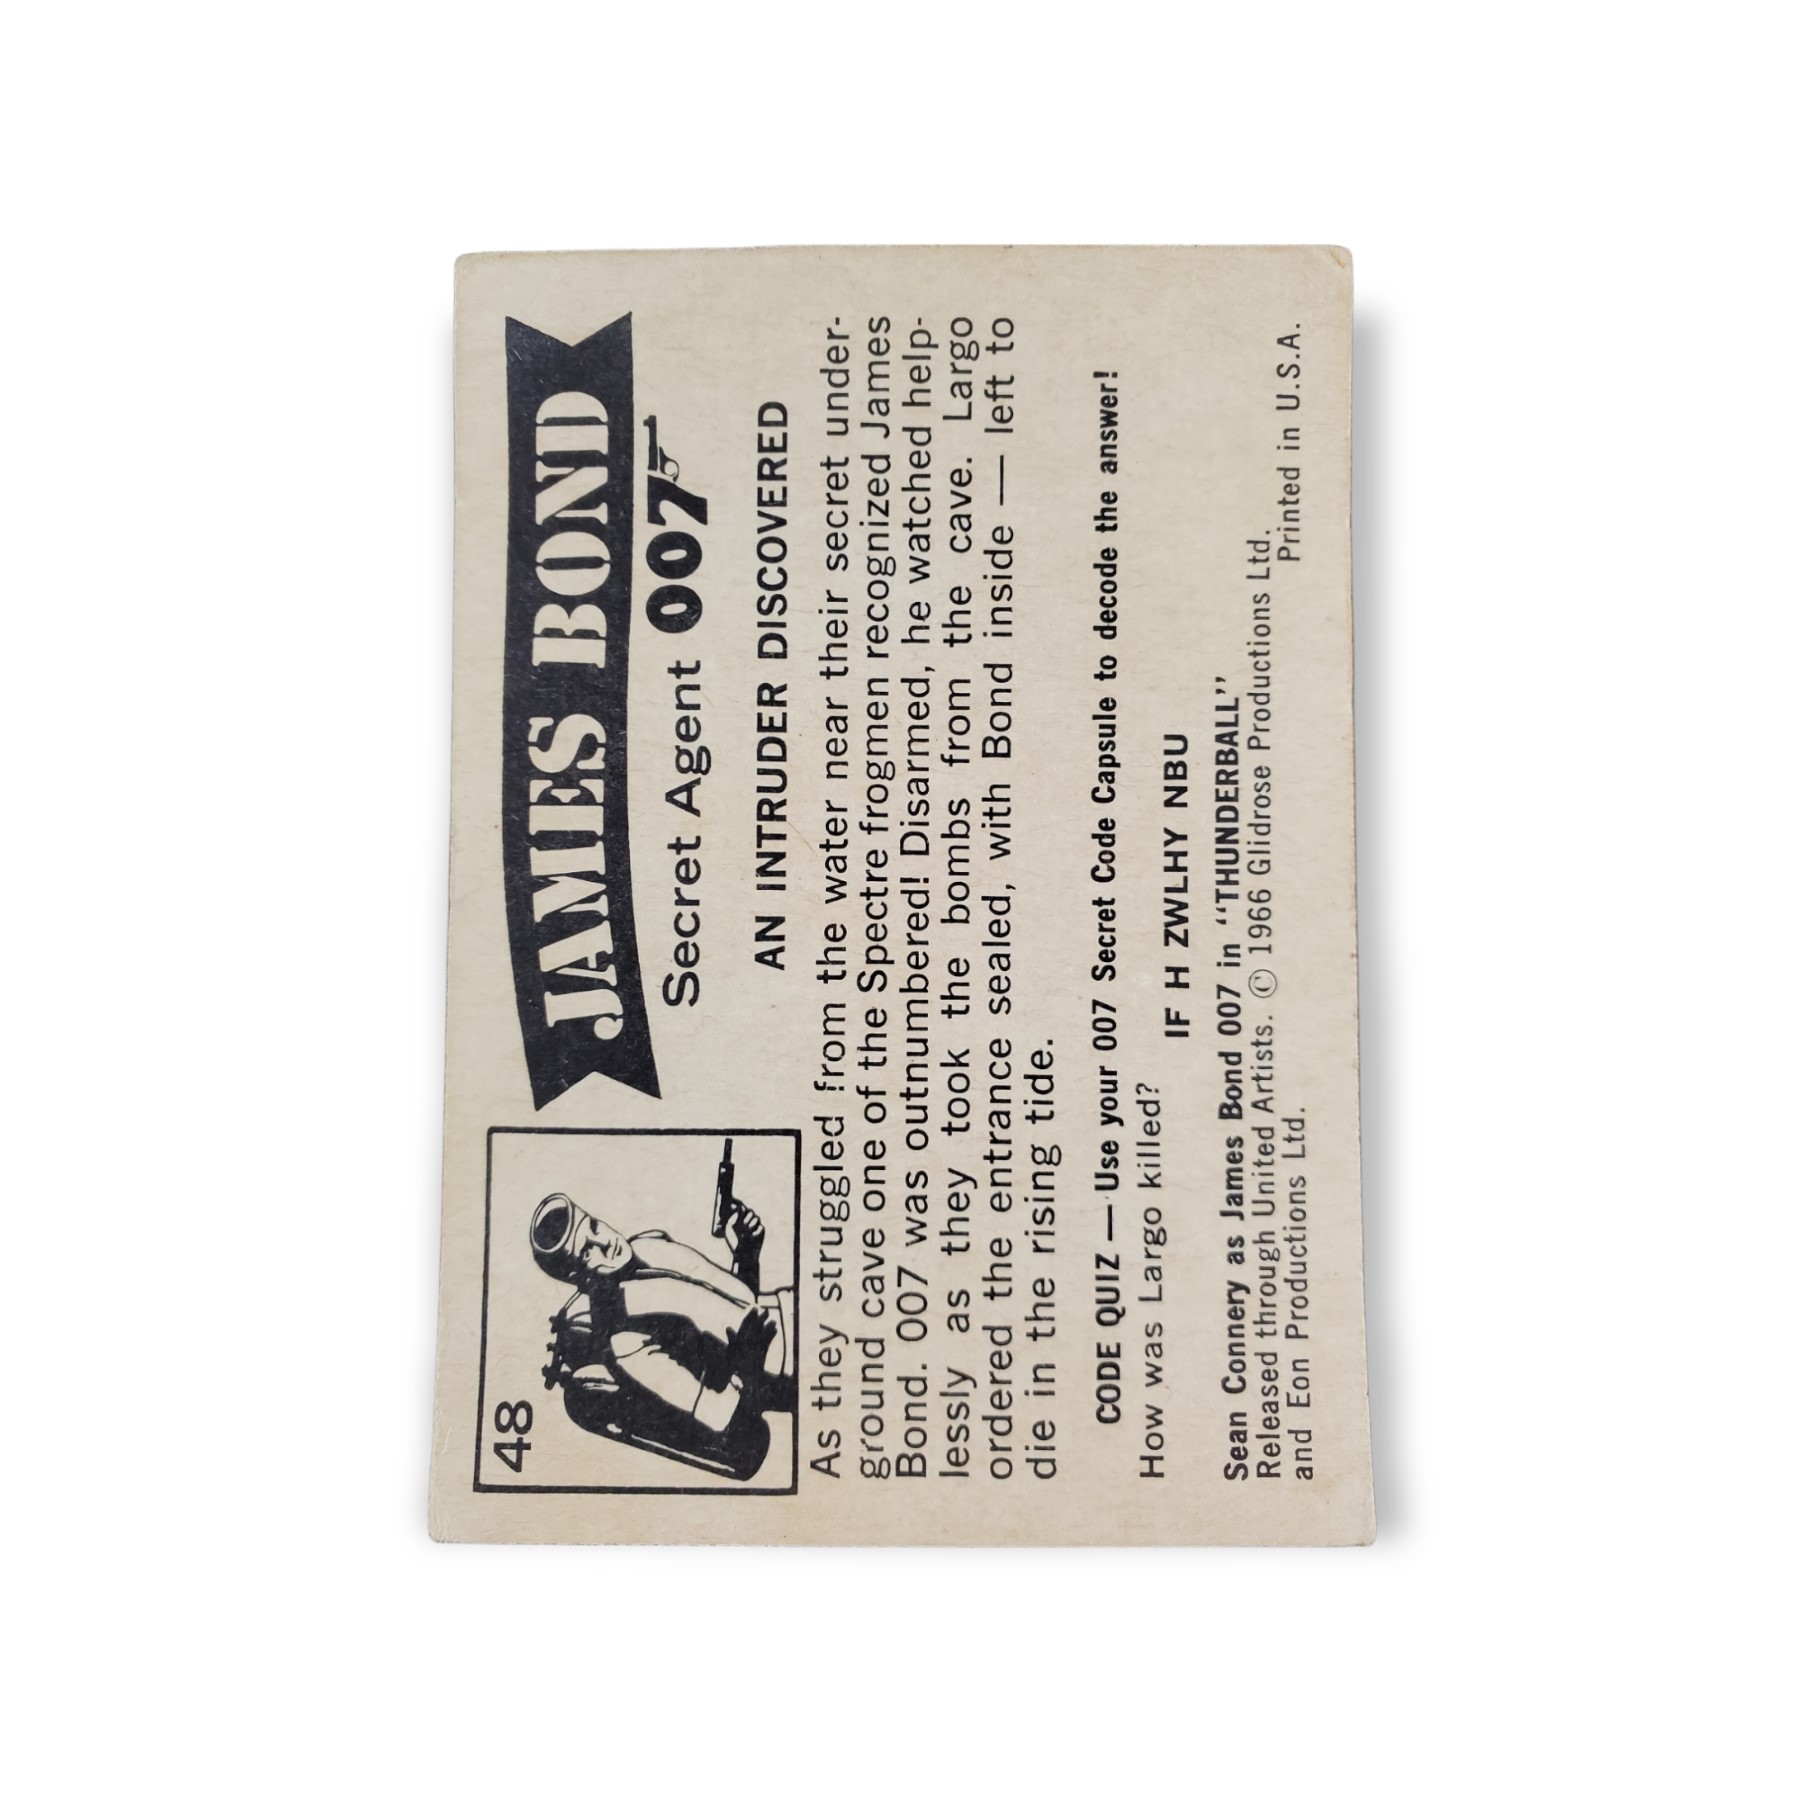 48
JAMES BOND
Secret Agent 007
AN INTRUDER DISCOVERED
As they struggled from the water near their secret under-
ground cave one of the Spectre frogmen recognized James
Bond. 007 was outnumbered! Disarmed, he watched help-
lessly as they took the bombs from the cave. Largo
ordered the entrance sealed, with Bond inside — left to
die in the rising tide.
CODE QUIZ — Use your 007 Secret Code Capsule to decode the answer!
How was Largo killed?
IF H ZWLHY NBU
Sean Connery as James Bond 007 in "THUNDERBALL"
Released through United Artists. © 1966 Glidrose Productions Ltd.
and Eon Productions Ltd. Printed in U.S.A.